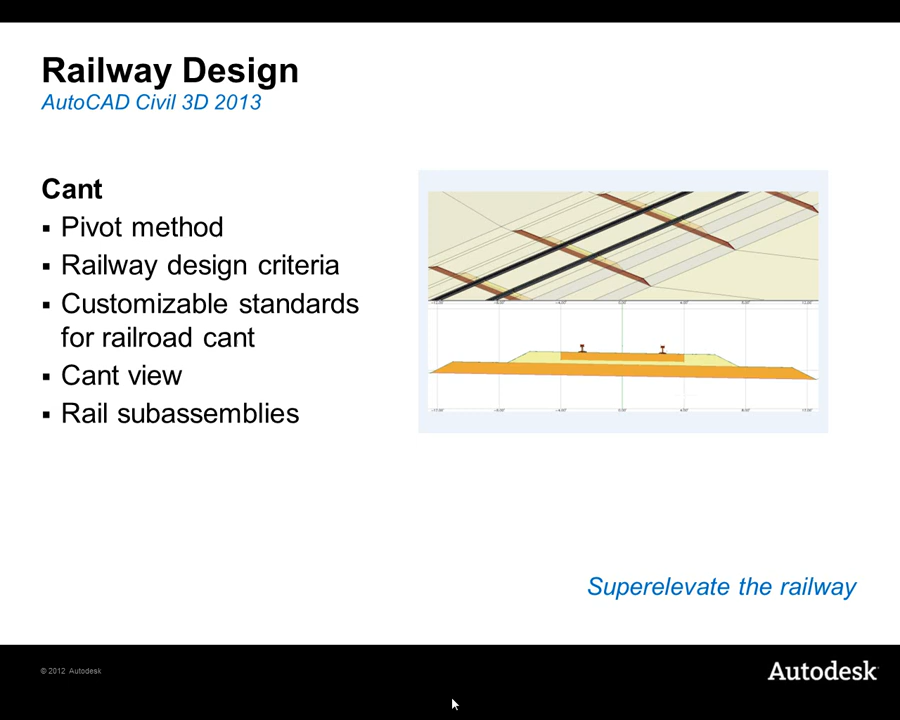 Railway Design
AutoCAD Civil 3D 2013
Cant
▪ Pivot method
▪ Railway design criteria
▪ Customizable standards
for railroad cant
▪ Cant view
▪ Rail subassemblies
Superelevate the railway
© 2012 Autodesk
Autodesk